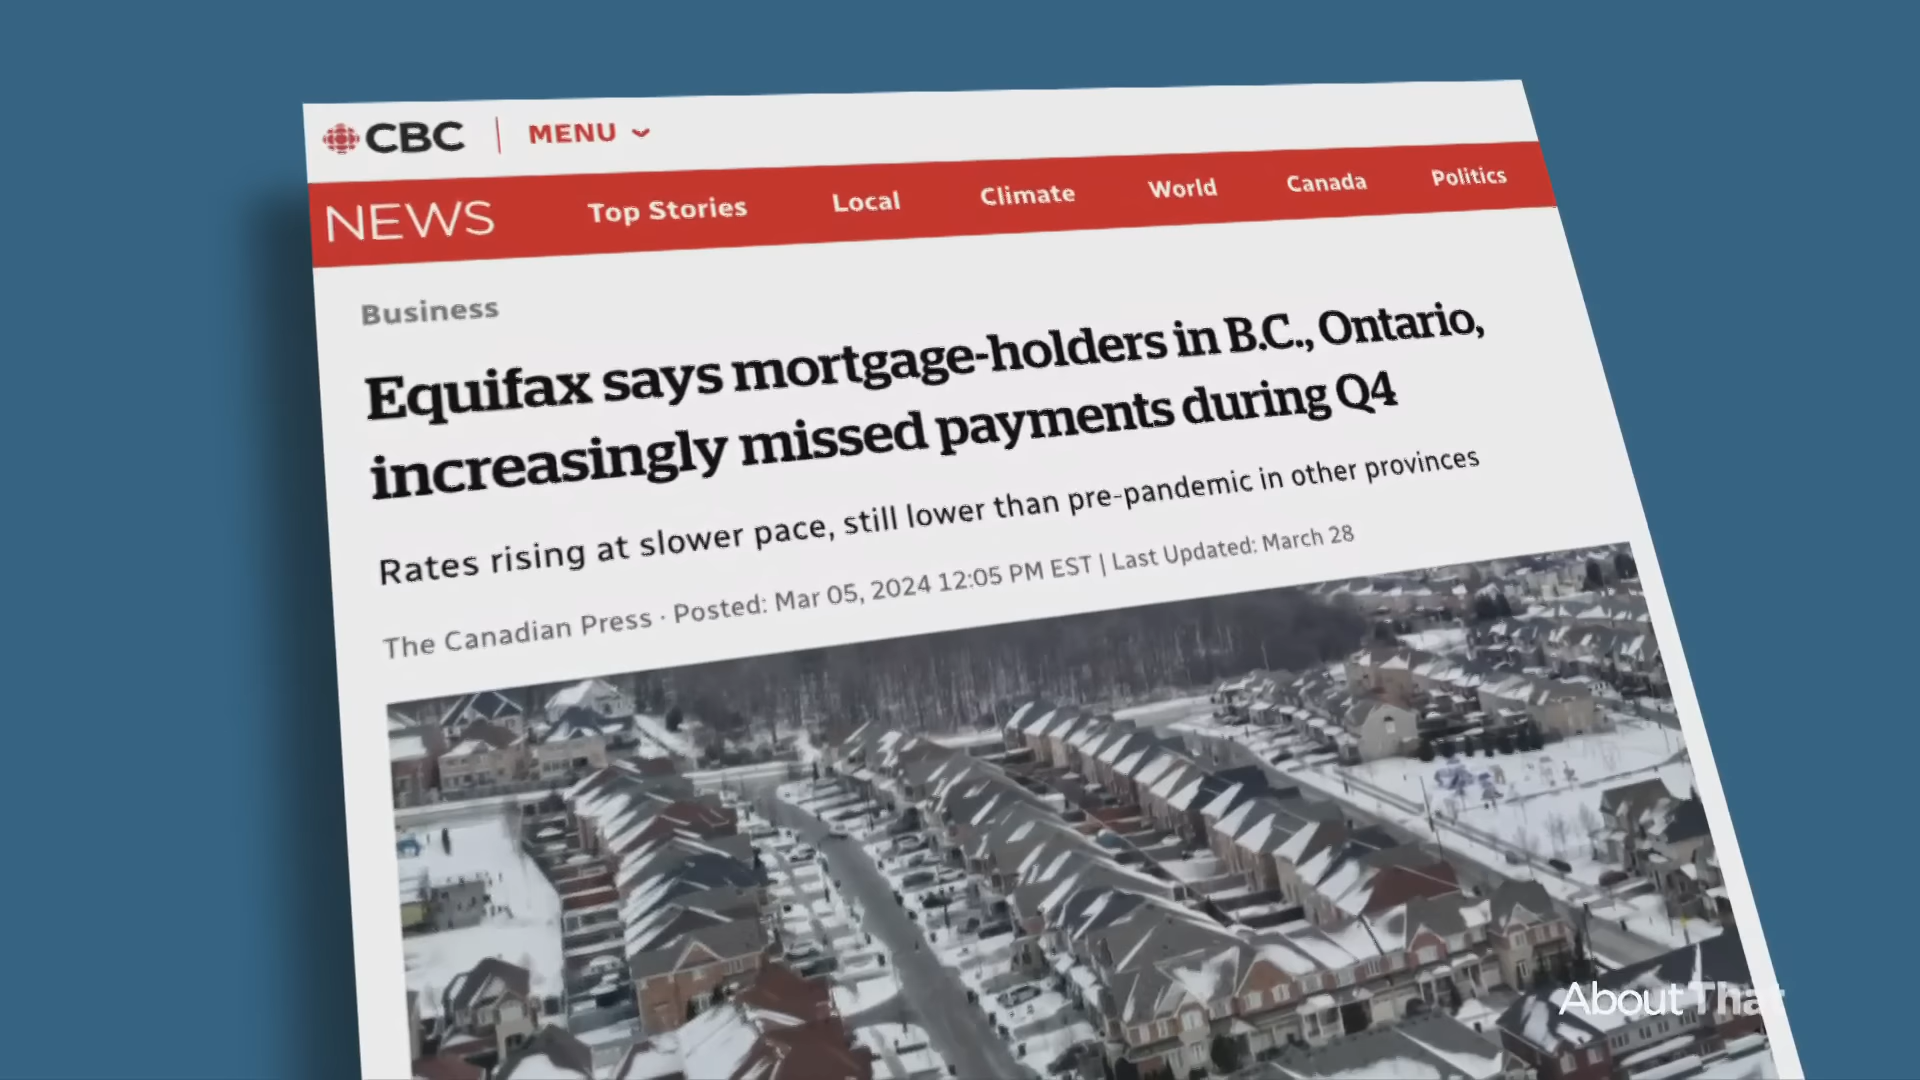 CBC | MENU
NEWS Top Stories Local Climate World Canada Politics
Business
Equifax says mortgage-holders in B.C., Ontario,
increasingly missed payments during Q4
Rates rising at slower pace, still lower than pre-pandemic in other provinces
The Canadian Press · Posted: Mar 05, 2024 12:05 PM EST | Last Updated: March 28
About That